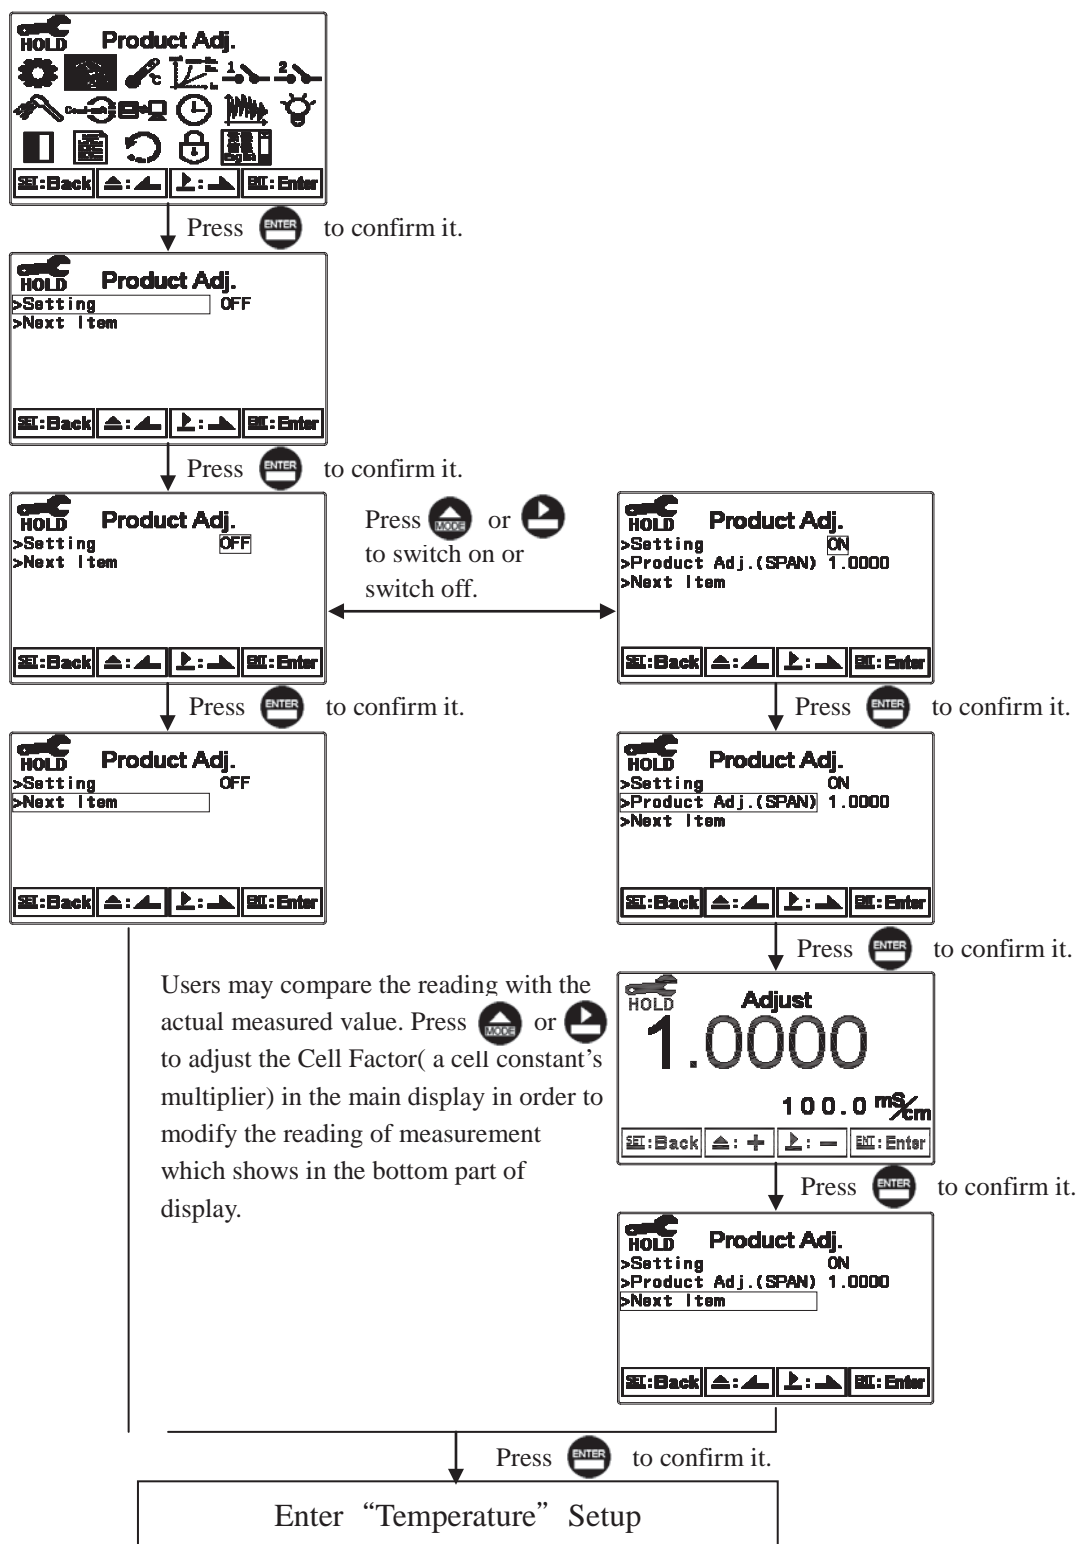 HOLD Product Adj.
1 2
°C
English
SET:Back : : ENT:Enter
Press ENTER to confirm it.
HOLD Product Adj.
>Setting OFF
>Next Item
SET:Back : : ENT:Enter
Press ENTER to confirm it.
HOLD Product Adj.
>Setting OFF
>Next Item
SET:Back : : ENT:Enter
Press MODE or
to switch on or
switch off.
HOLD Product Adj.
>Setting ON
>Product Adj.(SPAN) 1.0000
>Next Item
SET:Back : : ENT:Enter
Press ENTER to confirm it.
HOLD Product Adj.
>Setting OFF
>Next Item
SET:Back : : ENT:Enter
Press ENTER to confirm it.
HOLD Product Adj.
>Setting ON
>Product Adj.(SPAN) 1.0000
>Next Item
SET:Back : : ENT:Enter
Press ENTER to confirm it.
Users may compare the reading with the
actual measured value. Press MODE or
to adjust the Cell Factor( a cell constant's
multiplier) in the main display in order to
modify the reading of measurement
which shows in the bottom part of
display.
HOLD Adjust
1.0000
100.0 mS/cm
SET:Back : + : − ENT:Enter
Press ENTER to confirm it.
HOLD Product Adj.
>Setting ON
>Product Adj.(SPAN) 1.0000
>Next Item
SET:Back : : ENT:Enter
Press ENTER to confirm it.
Enter “Temperature” Setup